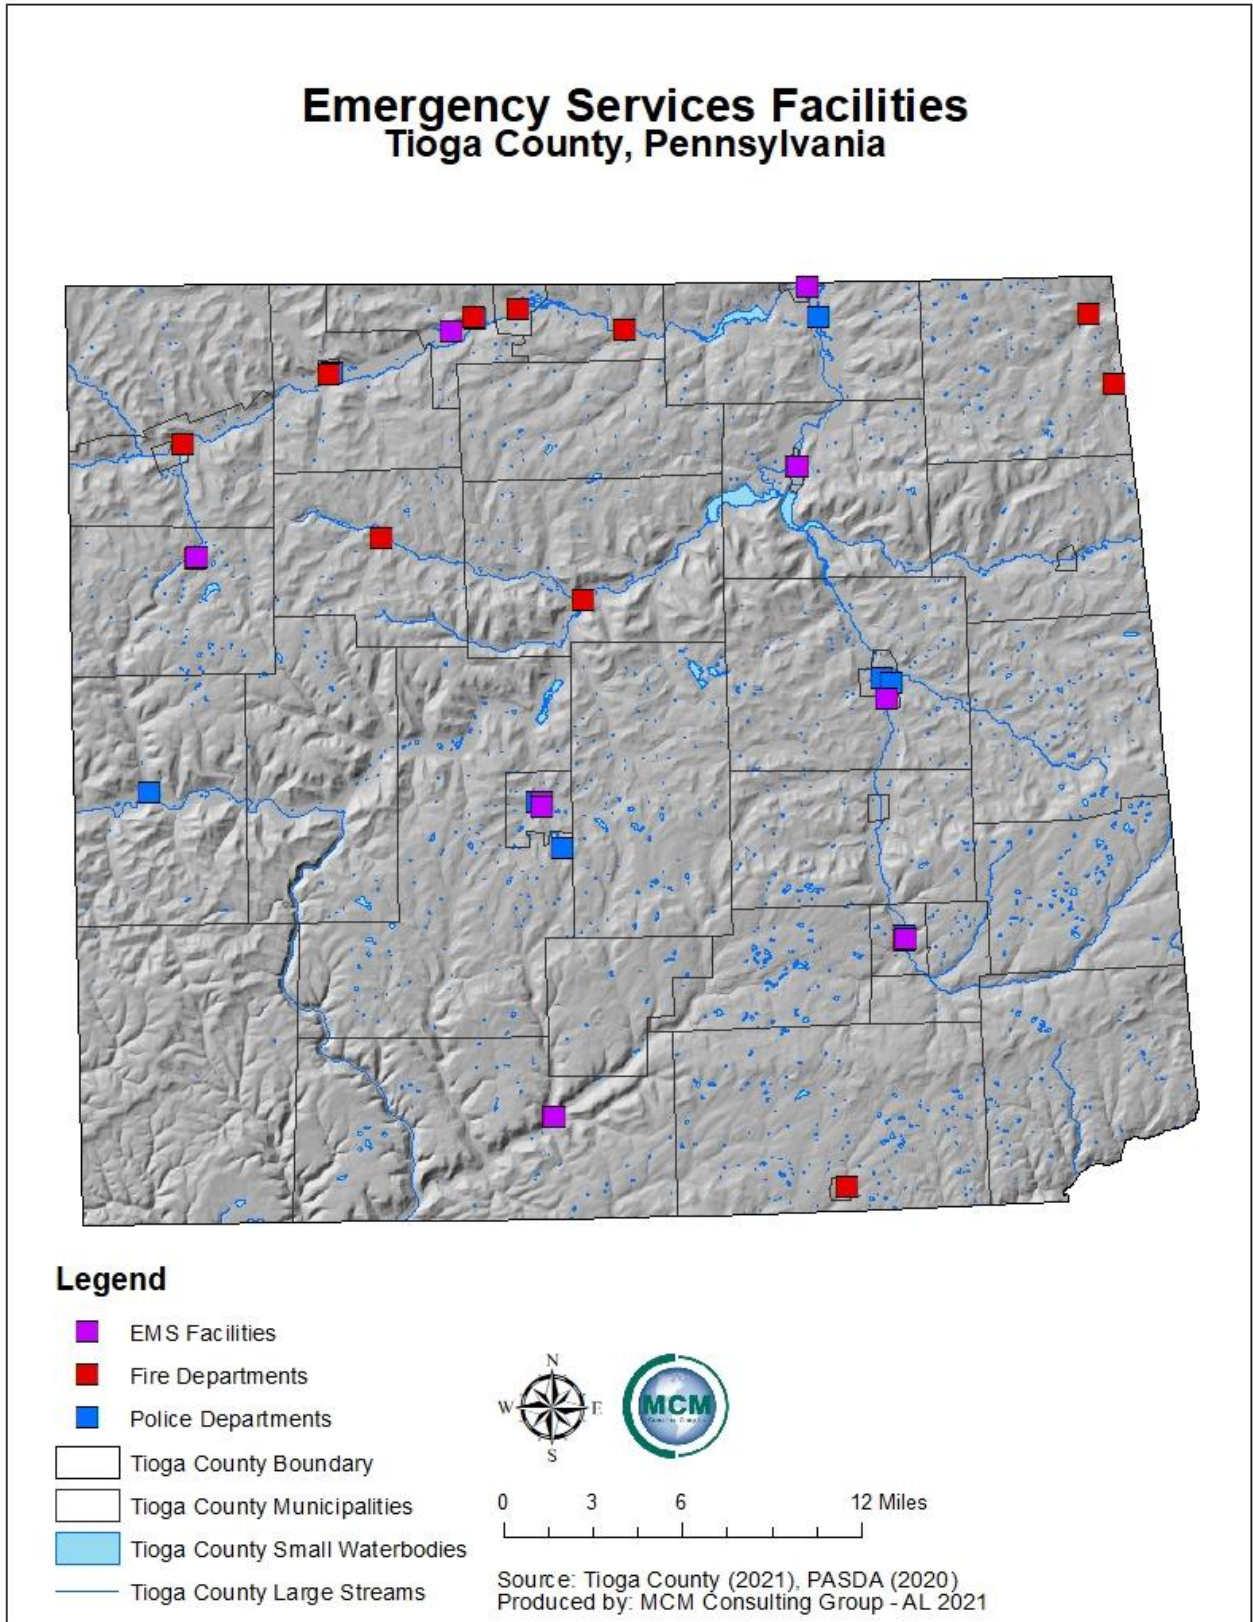 Emergency Services Facilities
Tioga County, Pennsylvania
Legend
EMS Facilities
Fire Departments
Police Departments
Tioga County Boundary
Tioga County Municipalities
Tioga County Small Waterbodies
Tioga County Large Streams
N
W E
S
MCM
0 3 6 12 Miles
Source: Tioga County (2021), PASDA (2020)
Produced by: MCM Consulting Group - AL 2021